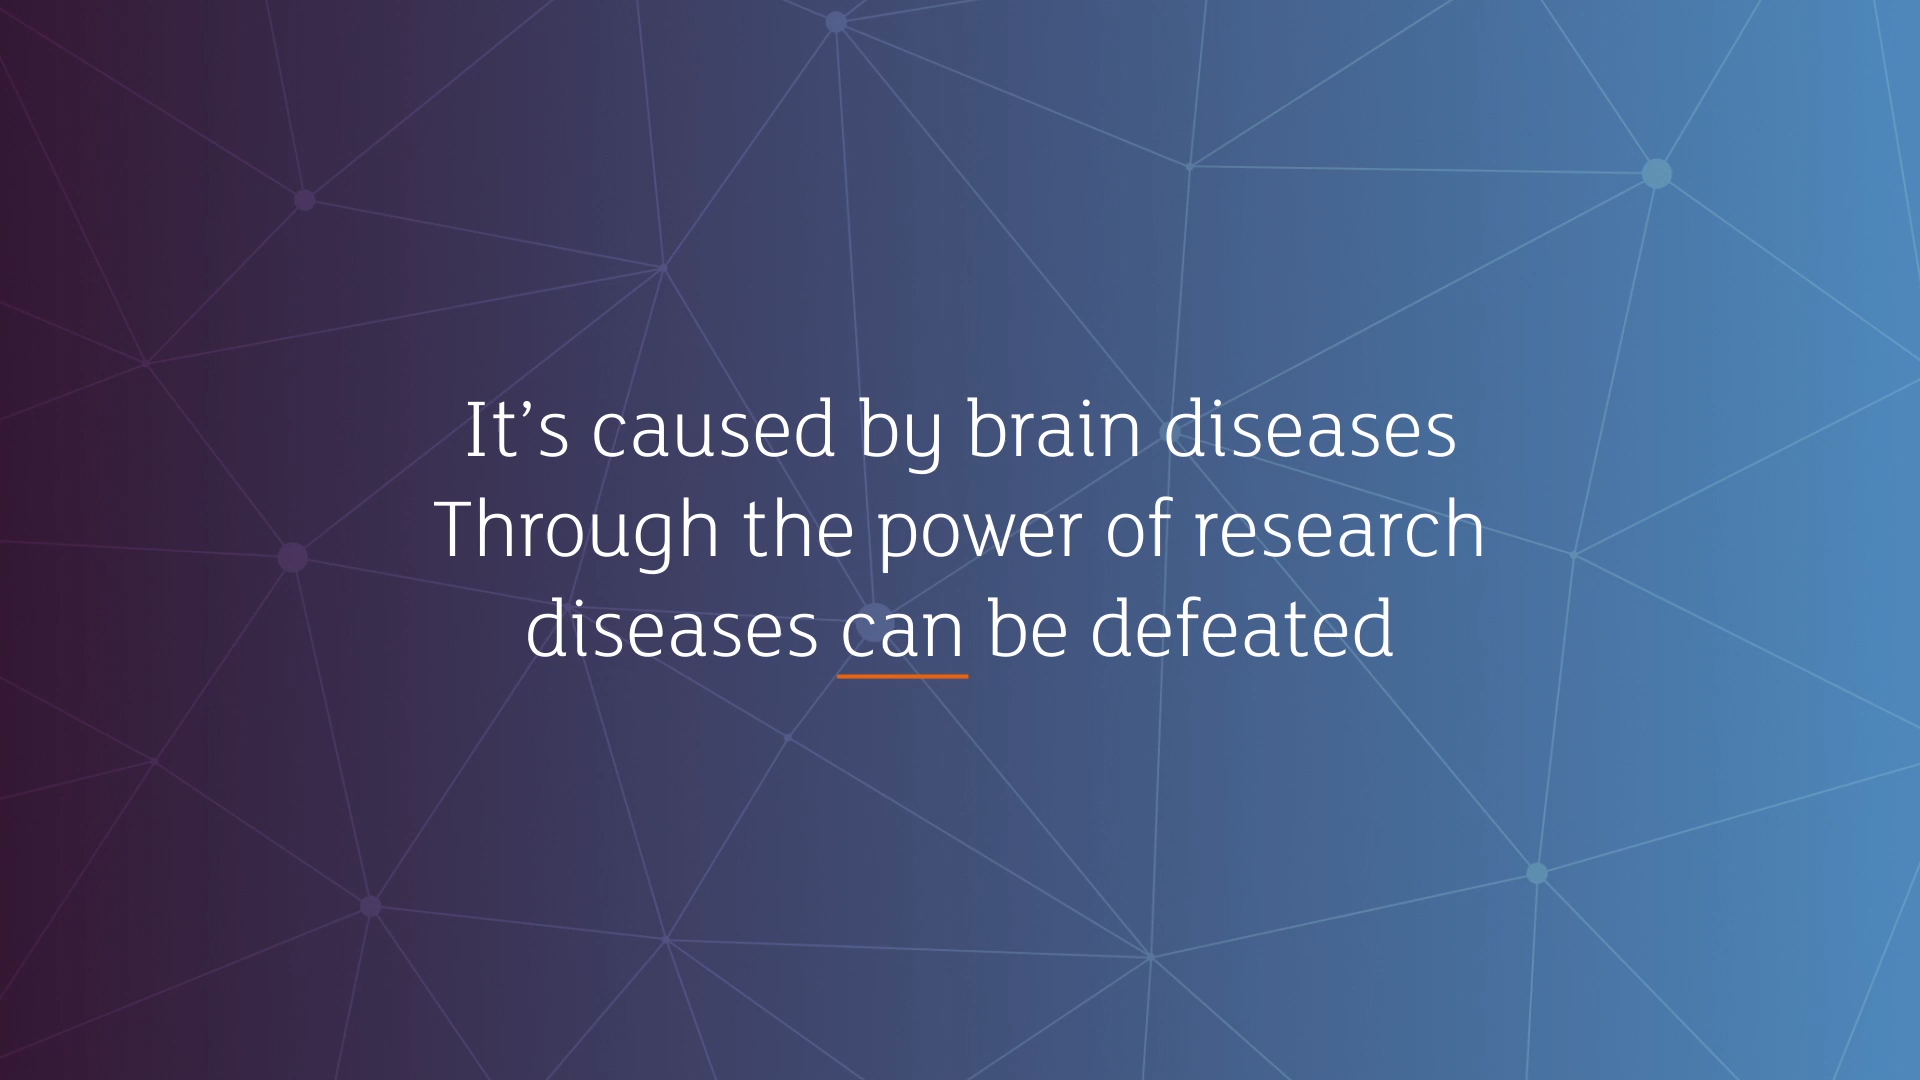 It’s caused by brain diseases
Through the power of research
diseases can be defeated